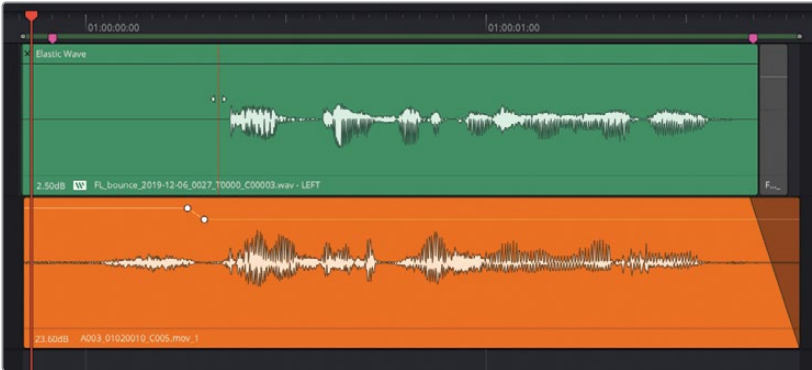 01:00:00:00
01:00:01:00
Elastic Wave
2.50dB W FL_bounce_2019-12-06_0027_T0000_C00003.wav - LEFT
F..._
23.60dB A003_01020010_C005.mov_1